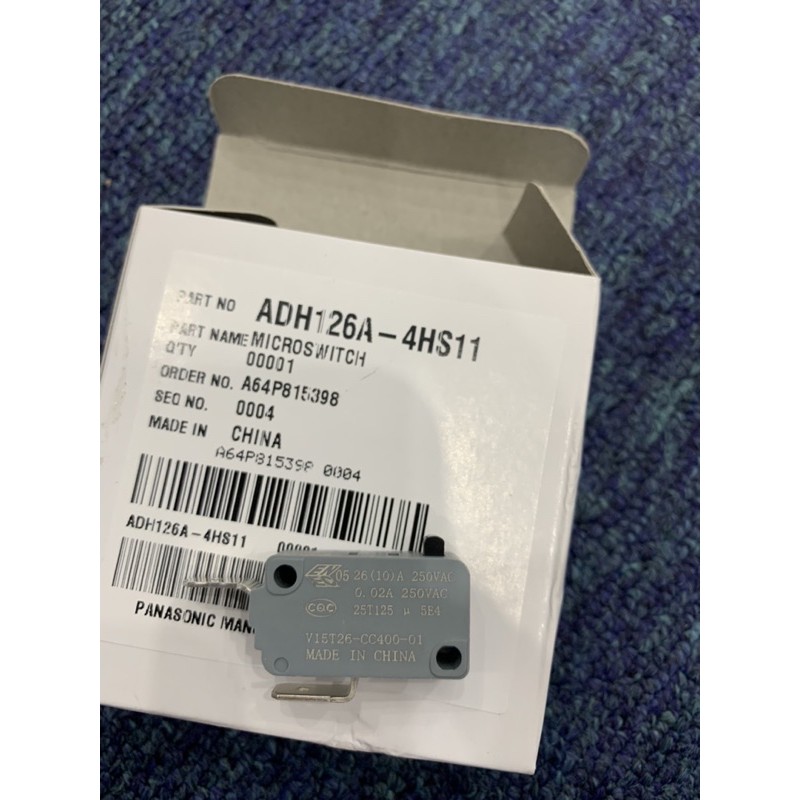 PART NO ADH126A-4HS11
PART NAME MICROSWITCH
Q'TY 00001
ORDER NO. A64P815398
SEQ NO. 0004
MADE IN CHINA
A64P815398 0004
ADH126A-4HS11
PANASONIC
05 26(10)A 250VAC
0.02A 250VAC
CQC 25T125 μ 5E4
V15T26-CC400-01
MADE IN CHINA